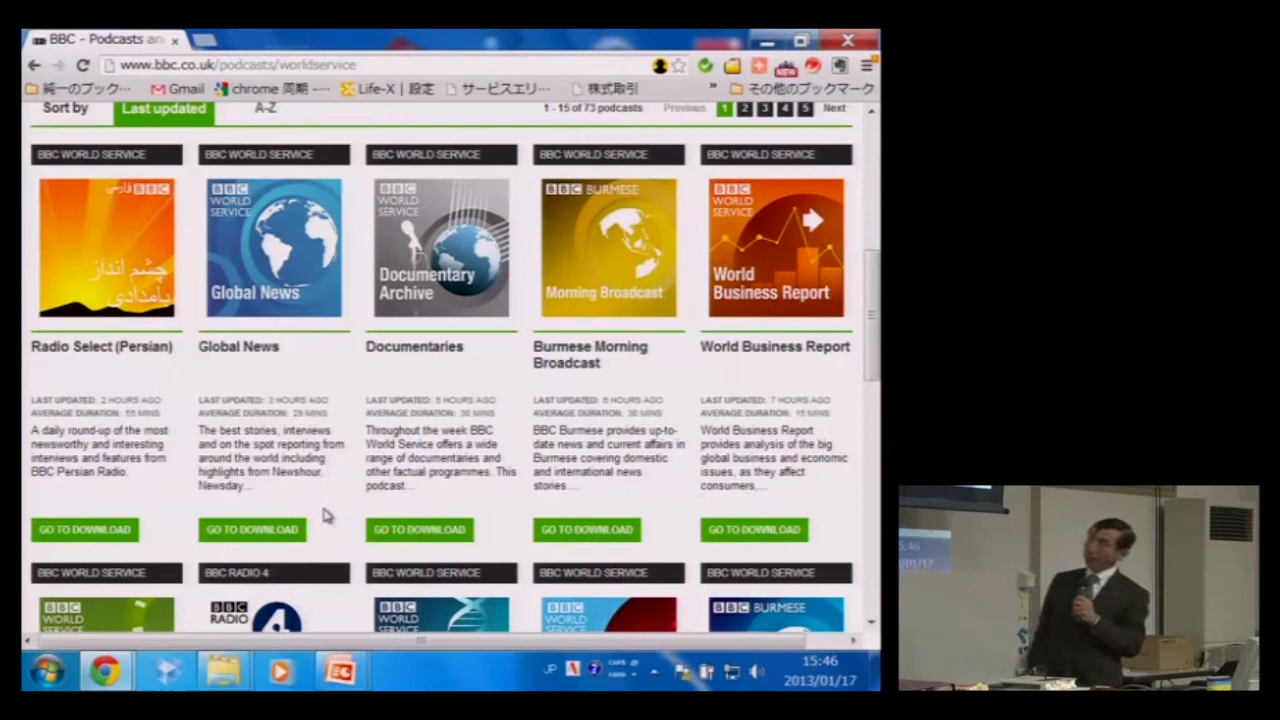 BBC - Podcasts an
www.bbc.co.uk/podcasts/worldservice
NEW
純一のブック… Gmail chrome 同期 -… Life-X | 設定 サービスエリ… 株式取引 » その他のブックマーク
Sort by Last updated A-Z 1 - 15 of 73 podcasts Previous 1 2 3 4 5 Next
BBC WORLD SERVICE BBC WORLD SERVICE BBC WORLD SERVICE BBC WORLD SERVICE BBC WORLD SERVICE
BBC فارسی
چشم انداز
بامدادی
BBC
WORLD
SERVICE
Global News
BBC
WORLD
SERVICE
Documentary
Archive
BBC BURMESE
Morning Broadcast
BBC
WORLD
SERVICE
World
Business Report
Radio Select (Persian)
LAST UPDATED: 2 HOURS AGO
AVERAGE DURATION: 55 MINS
A daily round-up of the most
newsworthy and interesting
interviews and features from
BBC Persian Radio.
GO TO DOWNLOAD
Global News
LAST UPDATED: 3 HOURS AGO
AVERAGE DURATION: 29 MINS
The best stories, interviews
and on the spot reporting from
around the world including
highlights from Newshour,
Newsday...
GO TO DOWNLOAD
Documentaries
LAST UPDATED: 5 HOURS AGO
AVERAGE DURATION: 30 MINS
Throughout the week BBC
World Service offers a wide
range of documentaries and
other factual programmes. This
podcast...
GO TO DOWNLOAD
Burmese Morning
Broadcast
LAST UPDATED: 6 HOURS AGO
AVERAGE DURATION: 30 MINS
BBC Burmese provides up-to-
date news and current affairs in
Burmese covering domestic
and international news
stories....
GO TO DOWNLOAD
World Business Report
LAST UPDATED: 7 HOURS AGO
AVERAGE DURATION: 15 MINS
World Business Report
provides analysis of the big
global business and economic
issues, as they affect
consumers,...
GO TO DOWNLOAD
BBC WORLD SERVICE BBC RADIO 4 BBC WORLD SERVICE BBC WORLD SERVICE BBC WORLD SERVICE
BBC
WORLD
SERVICE
BBC
RADIO
4
BBC
WORLD
SERVICE
BBC
WORLD
SERVICE
BBC BURMESE
JP A CAPS
KANA
15:46
2013/01/17
5:46
/01/17